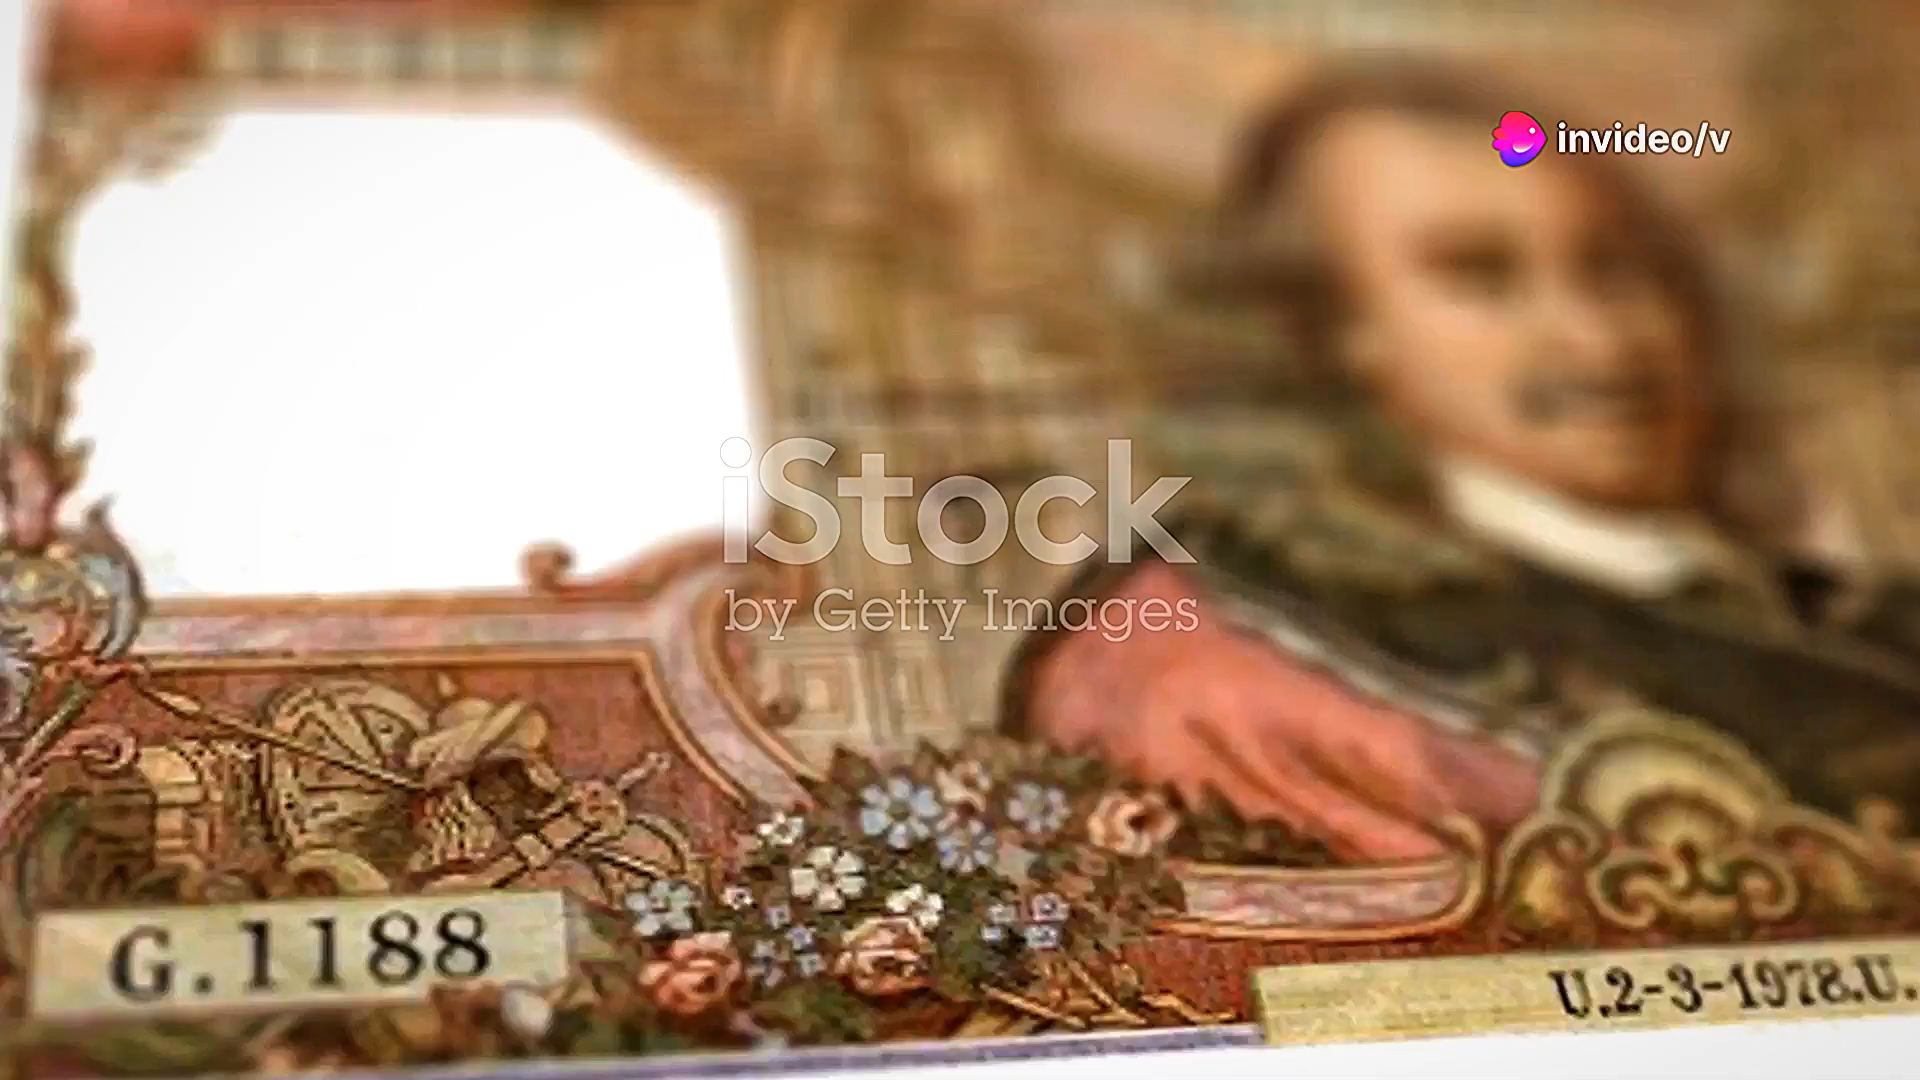 invideo/v
iStock
by Getty Images
G.1188
U.2-3-1978.U.